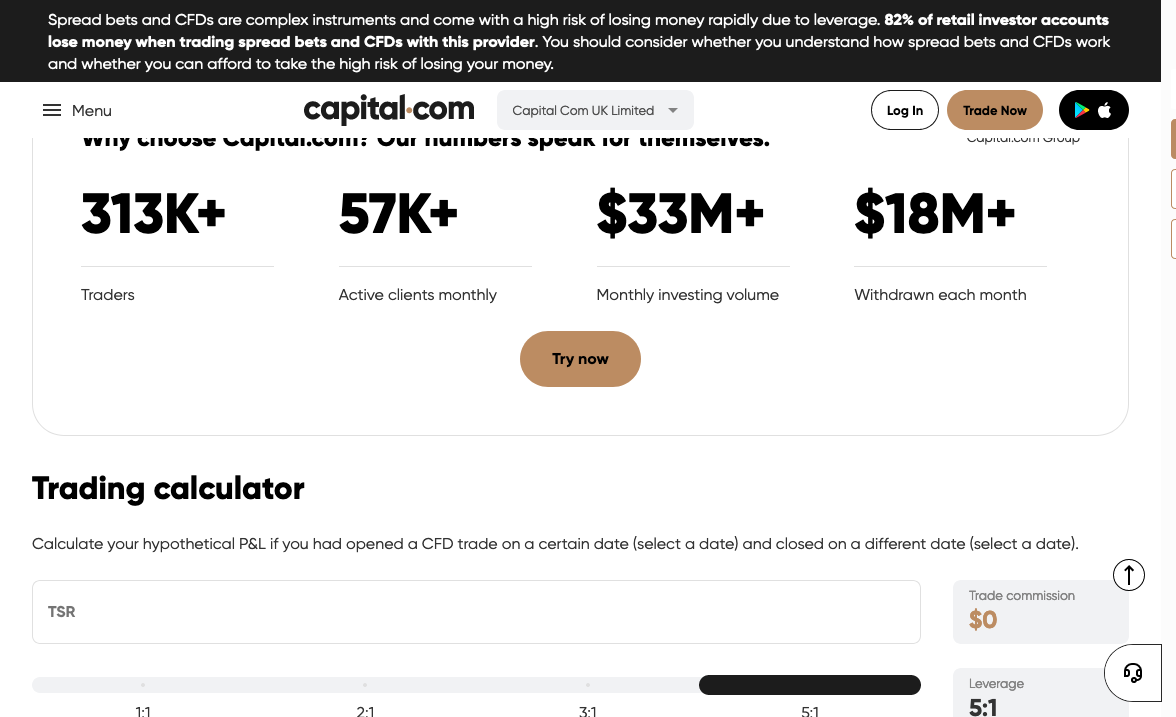 Spread bets and CFDs are complex instruments and come with a high risk of losing money rapidly due to leverage. 82% of retail investor accounts
lose money when trading spread bets and CFDs with this provider. You should consider whether you understand how spread bets and CFDs work
and whether you can afford to take the high risk of losing your money.
Menu
capital.com
Capital Com UK Limited
Log In
Trade Now
Why choose Capital.com? Our numbers speak for themselves.
Capital.com Group
313K+
57K+
$33M+
$18M+
Traders
Active clients monthly
Monthly investing volume
Withdrawn each month
Try now
Trading calculator
Calculate your hypothetical P&L if you had opened a CFD trade on a certain date (select a date) and closed on a different date (select a date).
TSR
Trade commission
$0
1:1
2:1
3:1
5:1
Leverage
5:1